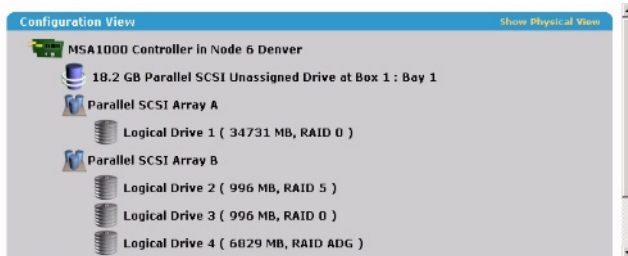 Configuration View
Show Physical View
MSA1000 Controller in Node 6 Denver
18.2 GB Parallel SCSI Unassigned Drive at Box 1 : Bay 1
Parallel SCSI Array A
Logical Drive 1 ( 34731 MB, RAID 0 )
Parallel SCSI Array B
Logical Drive 2 ( 996 MB, RAID 5 )
Logical Drive 3 ( 996 MB, RAID 0 )
Logical Drive 4 ( 6829 MB, RAID ADG )